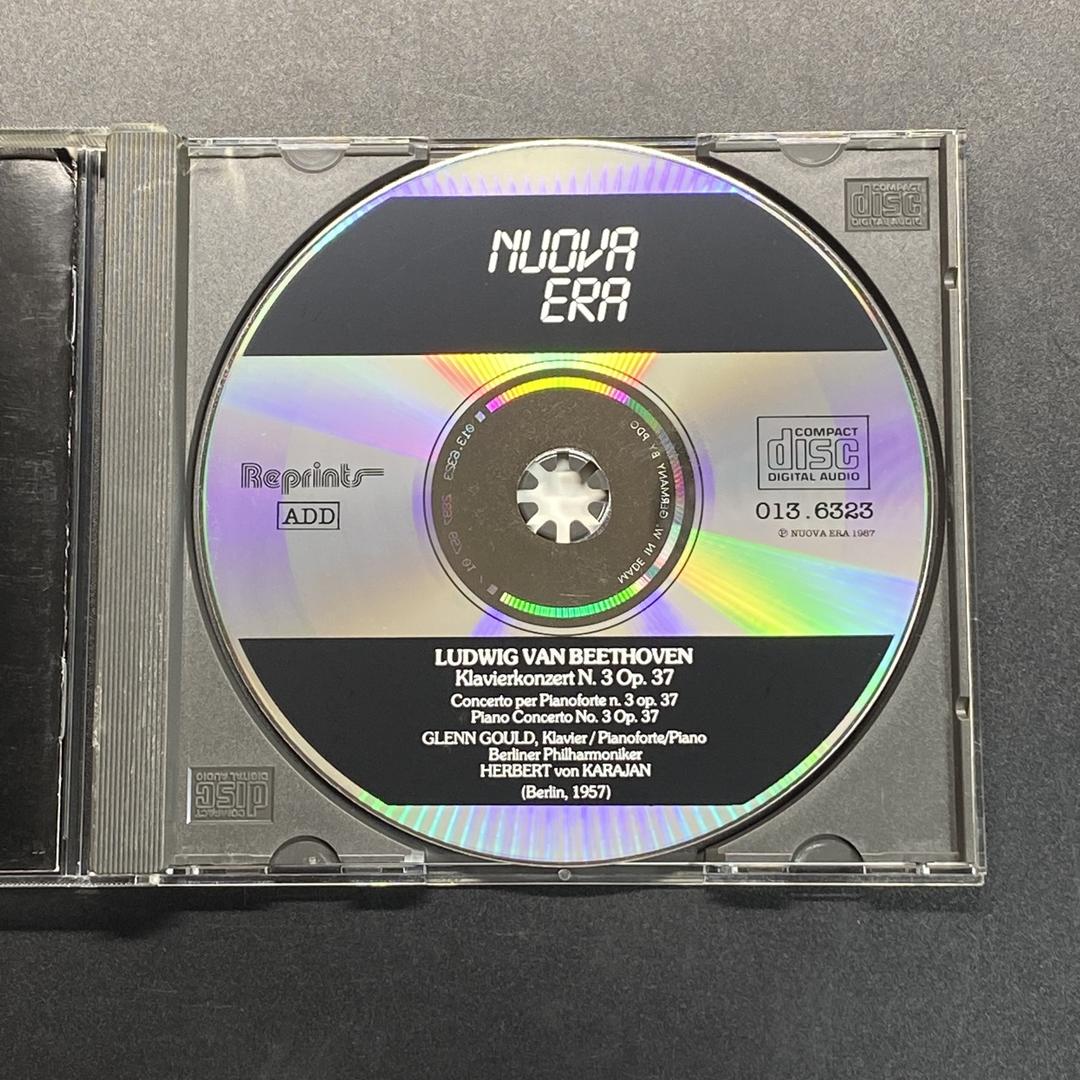 COMPACT
disc
DIGITAL AUDIO
NUOVA
ERA
Reprints
ADD
COMPACT
disc
DIGITAL AUDIO
013.6323
℗ NUOVA ERA 1987
013.6323
MADE IN W. GERMANY BY PDO
LUDWIG VAN BEETHOVEN
Klavierkonzert N. 3 Op. 37
Concerto per Pianoforte n. 3 op. 37
Piano Concerto No. 3 Op. 37
GLENN GOULD, Klavier / Pianoforte/Piano
Berliner Philharmoniker
HERBERT von KARAJAN
(Berlin, 1957)
COMPACT
disc
DIGITAL AUDIO